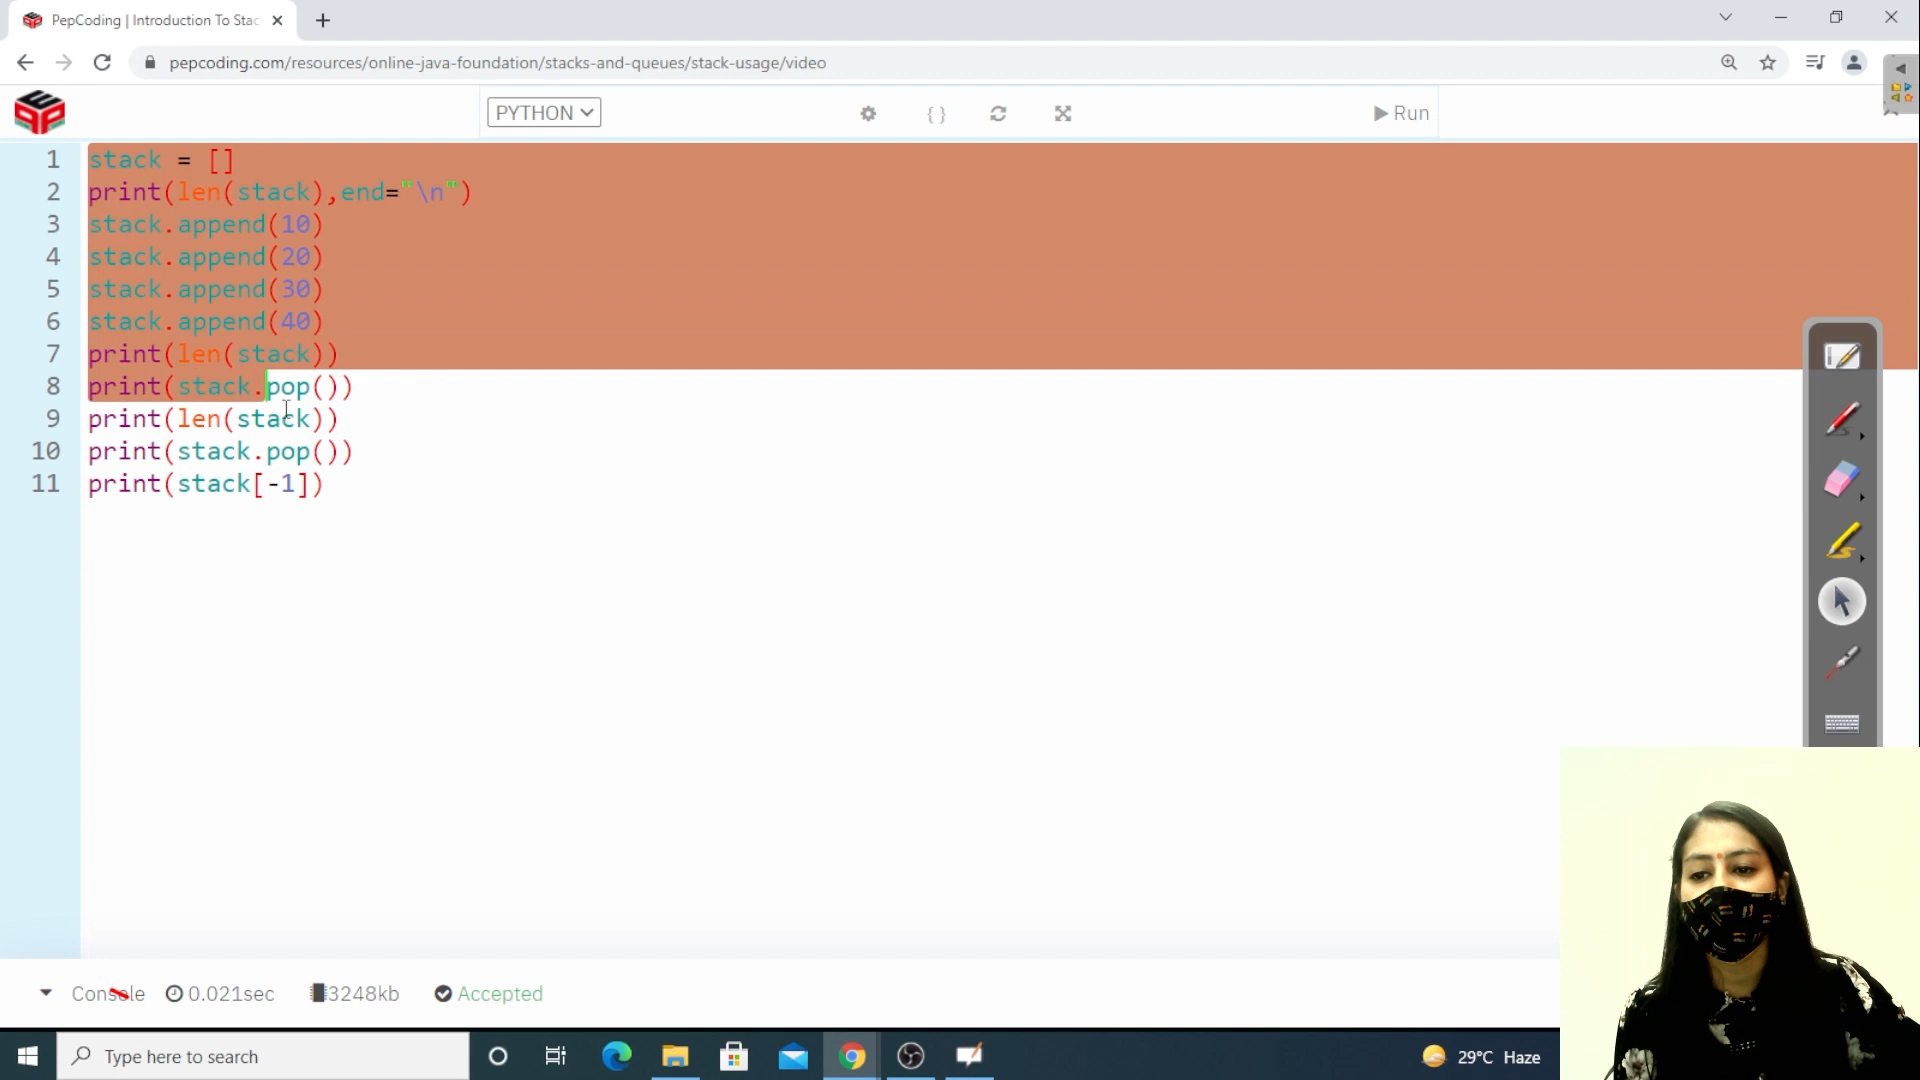 PepCoding | Introduction To Stac
pepcoding.com/resources/online-java-foundation/stacks-and-queues/stack-usage/video
PYTHON
{ }
Run
1 stack = []
2 print(len(stack),end="\n")
3 stack.append(10)
4 stack.append(20)
5 stack.append(30)
6 stack.append(40)
7 print(len(stack))
8 print(stack.pop())
9 print(len(stack))
10 print(stack.pop())
11 print(stack[-1])
Console 0.021sec 3248kb Accepted
Type here to search
29°C Haze